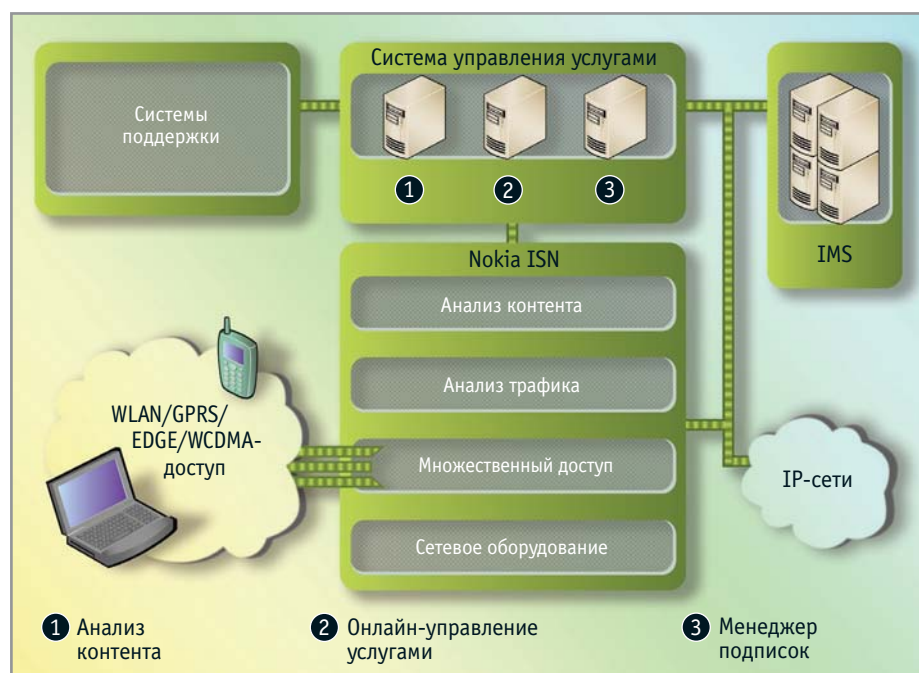 Системы
поддержки
Система управления услугами
1
2
3
IMS
Nokia ISN
Анализ контента
Анализ трафика
Множественный доступ
Сетевое оборудование
WLAN/GPRS/
EDGE/WCDMA-
доступ
IP-сети
1 Анализ
контента
2 Онлайн-управление
услугами
3 Менеджер
подписок